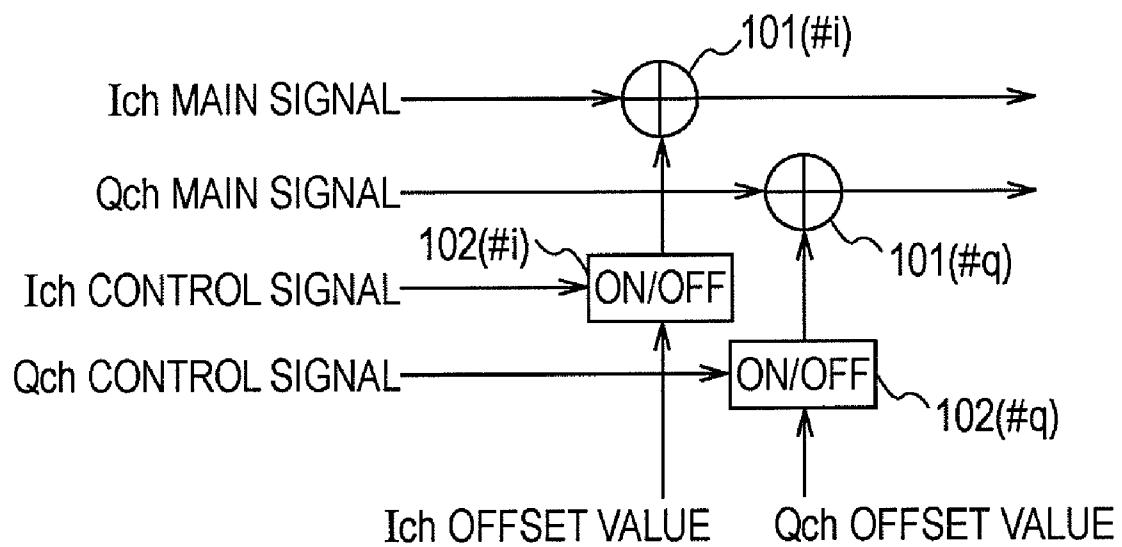 101(#i)
Ich MAIN SIGNAL
Qch MAIN SIGNAL
102(#i)
101(#q)
Ich CONTROL SIGNAL
ON/OFF
Qch CONTROL SIGNAL
ON/OFF
102(#q)
Ich OFFSET VALUE
Qch OFFSET VALUE